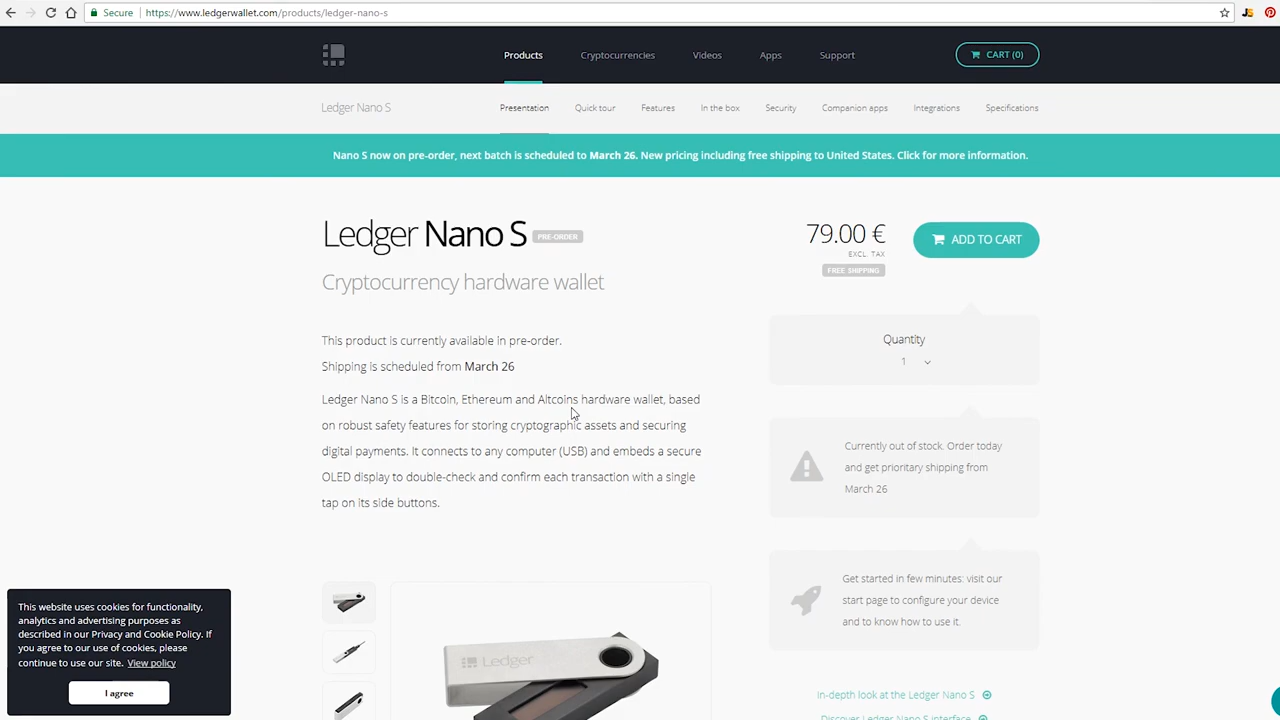 Secure
https://www.ledgerwallet.com/products/ledger-nano-s
Products
Cryptocurrencies
Videos
Apps
Support
CART (0)
Ledger Nano S
Presentation
Quick tour
Features
In the box
Security
Companion apps
Integrations
Specifications
Nano S now on pre-order, next batch is scheduled to March 26. New pricing including free shipping to United States. Click for more information.
Ledger Nano S
PRE-ORDER
79.00 €
EXCL. TAX
FREE SHIPPING
ADD TO CART
Cryptocurrency hardware wallet
This product is currently available in pre-order.
Shipping is scheduled from March 26
Ledger Nano S is a Bitcoin, Ethereum and Altcoins hardware wallet, based
on robust safety features for storing cryptographic assets and securing
digital payments. It connects to any computer (USB) and embeds a secure
OLED display to double-check and confirm each transaction with a single
tap on its side buttons.
Quantity
1
Currently out of stock. Order today
and get prioritary shipping from
March 26
Get started in few minutes: visit our
start page to configure your device
and to know how to use it.
In-depth look at the Ledger Nano S
Discover Ledger Nano S interface
Ledger
This website uses cookies for functionality,
analytics and advertising purposes as
described in our Privacy and Cookie Policy. If
you agree to our use of cookies, please
continue to use our site. View policy
I agree
JS